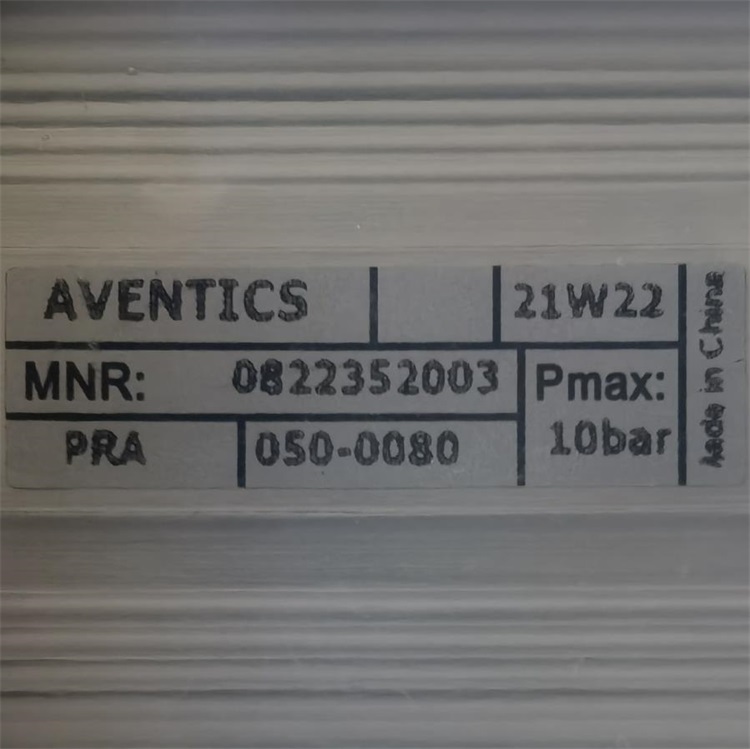 AVENTICS 21W22
MNR: 0822352003 Pmax:
PRA 050-0080 10bar
Made in China